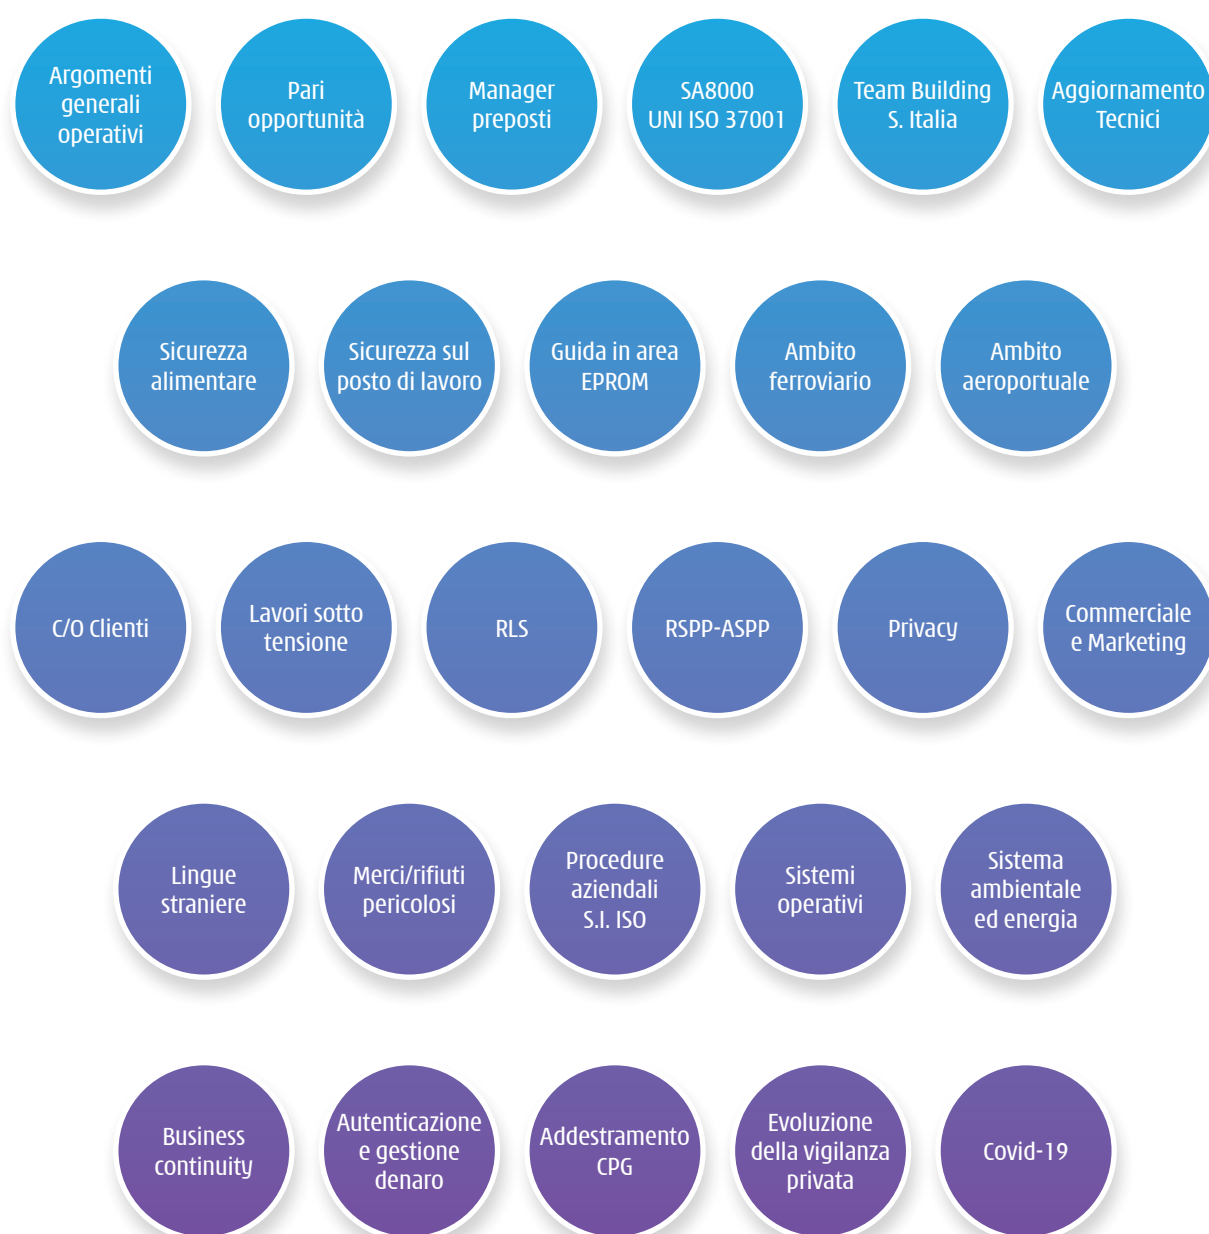 Argomenti
generali
operativi
Pari
opportunità
Manager
preposti
SA8000
UNI ISO 37001
Team Building
S. Italia
Aggiornamento
Tecnici
Sicurezza
alimentare
Sicurezza sul
posto di lavoro
Guida in area
EPROM
Ambito
ferroviario
Ambito
aeroportuale
C/O Clienti
Lavori sotto
tensione
RLS
RSPP-ASPP
Privacy
Commerciale
e Marketing
Lingue
straniere
Merci/rifiuti
pericolosi
Procedure
aziendali
S.I. ISO
Sistemi
operativi
Sistema
ambientale
ed energia
Business
continuity
Autenticazione
e gestione
denaro
Addestramento
CPG
Evoluzione
della vigilanza
privata
Covid-19